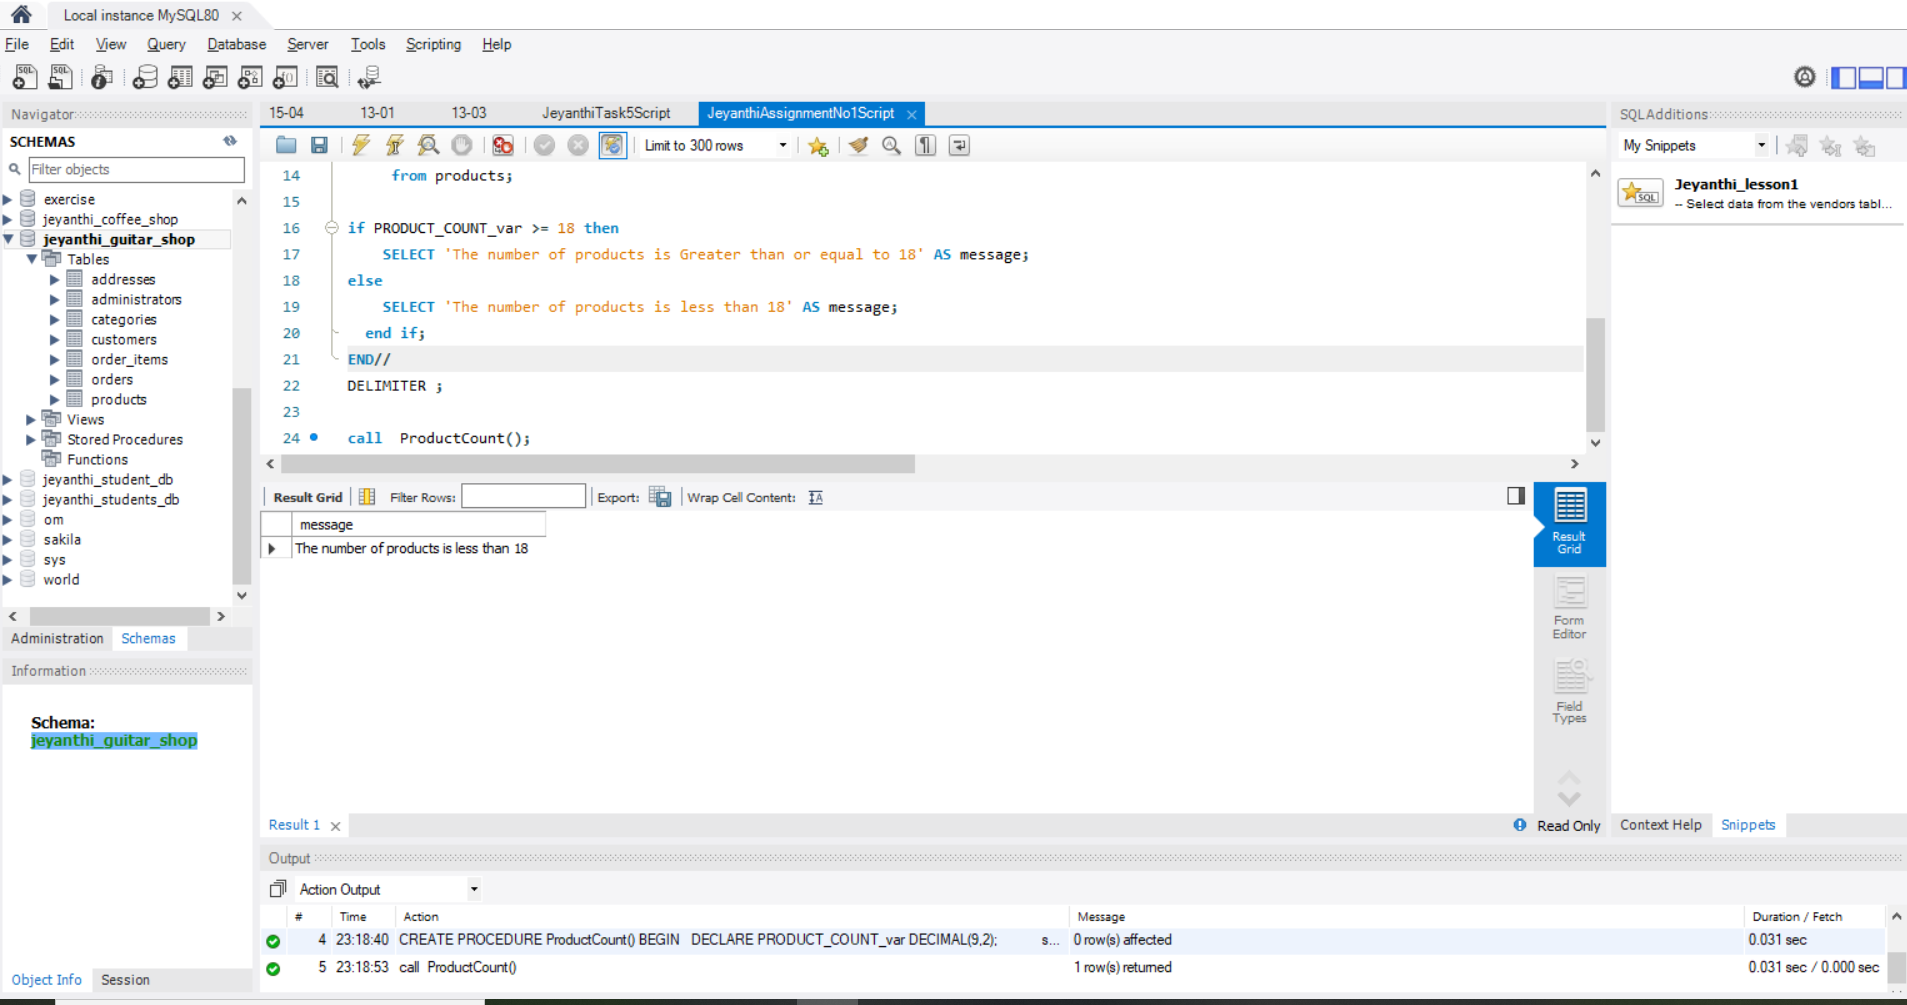 Local instance MySQL80
File Edit View Query Database Server Tools Scripting Help
Navigator
SCHEMAS
Filter objects
exercise
jeyanthi_coffee_shop
jeyanthi_guitar_shop
Tables
addresses
administrators
categories
customers
order_items
orders
products
Views
Stored Procedures
Functions
jeyanthi_student_db
jeyanthi_students_db
om
sakila
sys
world
Administration Schemas
Information
Schema:
jeyanthi_guitar_shop
Object Info Session
15-04 13-01 13-03 JeyanthiTask5Script JeyanthiAssignmentNo1Script
Limit to 300 rows
14 from products;
15
16 if PRODUCT_COUNT_var >= 18 then
17 SELECT 'The number of products is Greater than or equal to 18' AS message;
18 else
19 SELECT 'The number of products is less than 18' AS message;
20 end if;
21 END//
22 DELIMITER ;
23
24 call ProductCount();
Result Grid Filter Rows: Export: Wrap Cell Content:
message
The number of products is less than 18
Result
Grid
Form
Editor
Field
Types
Result 1
Read Only
SQLAdditions
My Snippets
SQL
Jeyanthi_lesson1
-- Select data from the vendors tabl...
Context Help Snippets
Output
Action Output
# Time Action Message Duration / Fetch
4 23:18:40 CREATE PROCEDURE ProductCount() BEGIN DECLARE PRODUCT_COUNT_var DECIMAL(9,2); s... 0 row(s) affected 0.031 sec
5 23:18:53 call ProductCount() 1 row(s) returned 0.031 sec / 0.000 sec